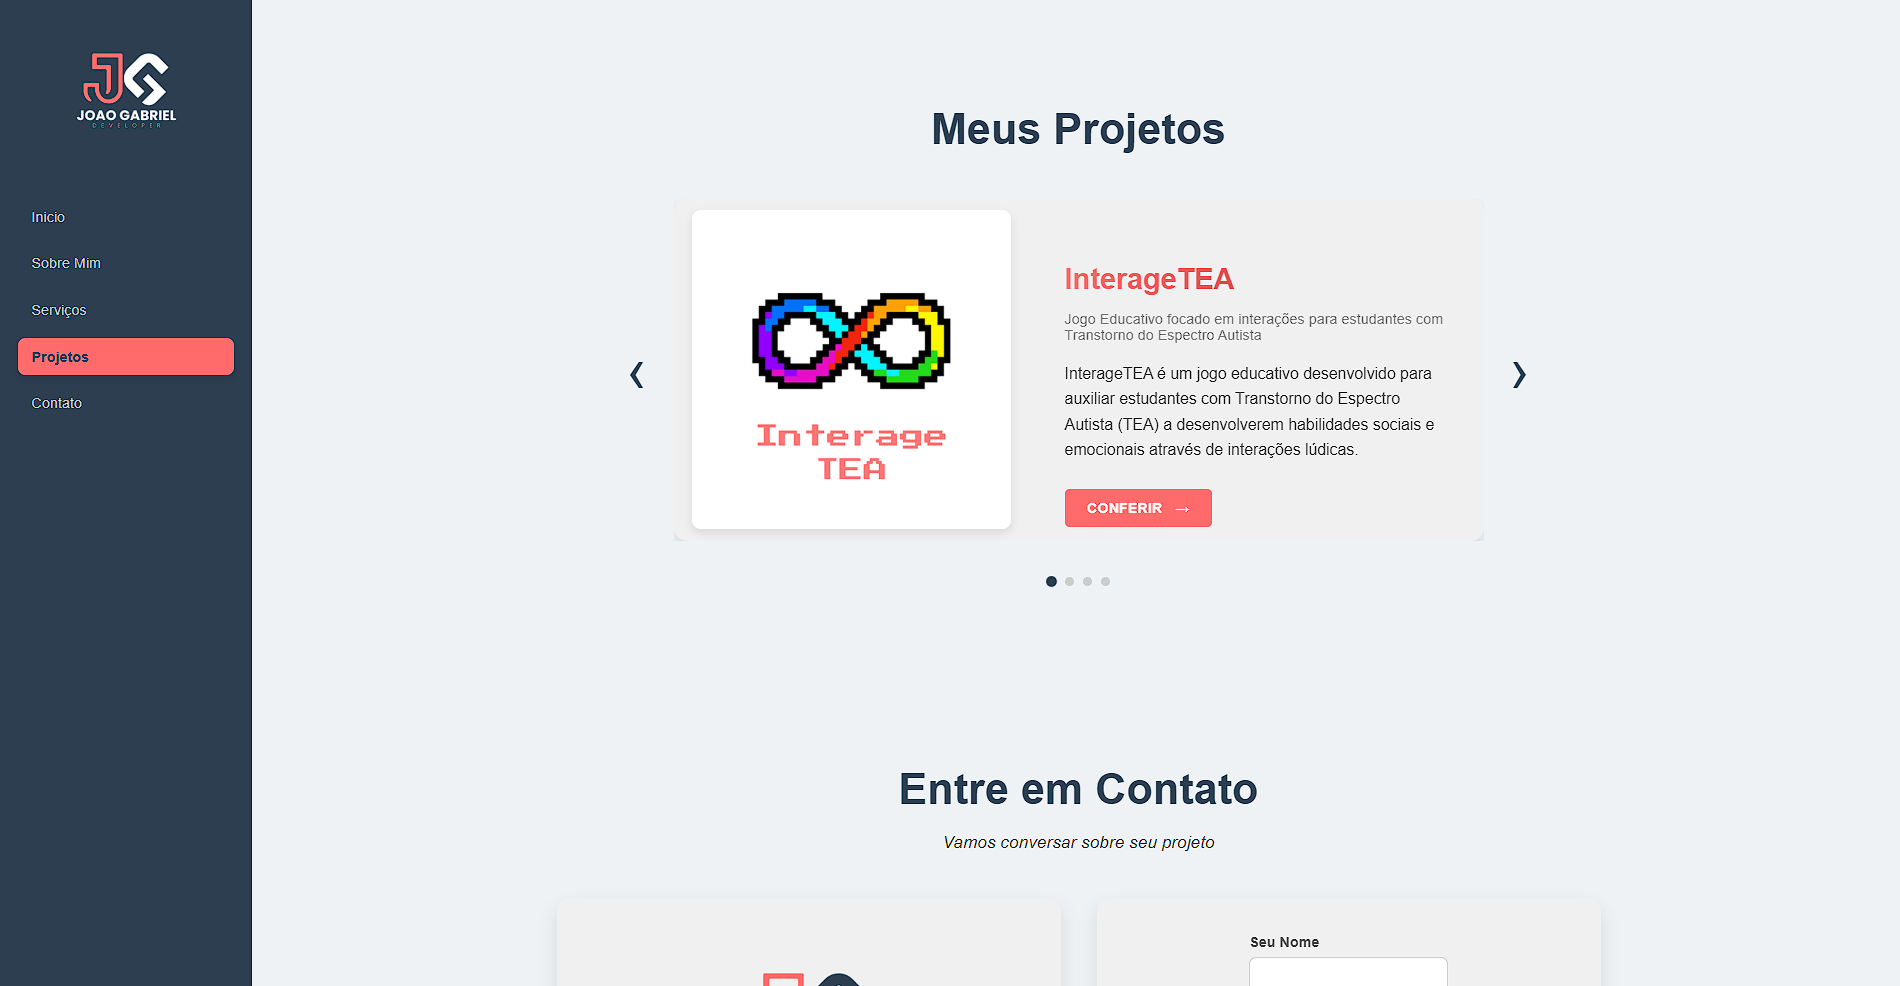 JOAO GABRIEL
DEVELOPER
Inicio
Sobre Mim
Serviços
Projetos
Contato
Meus Projetos
Interage
TEA
InterageTEA
Jogo Educativo focado em interações para estudantes com
Transtorno do Espectro Autista
InterageTEA é um jogo educativo desenvolvido para
auxiliar estudantes com Transtorno do Espectro
Autista (TEA) a desenvolverem habilidades sociais e
emocionais através de interações lúdicas.
CONFERIR →
Entre em Contato
Vamos conversar sobre seu projeto
Seu Nome